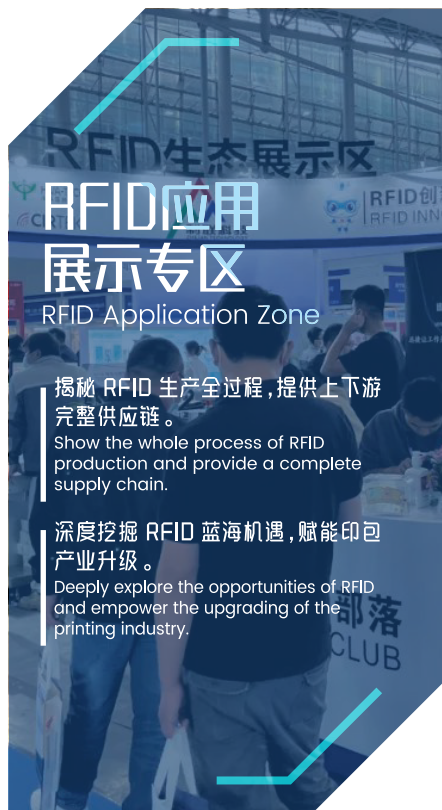 RFID生态展示区
CIRTEK
RFID创
RFID INN
RFID应用
展示专区
RFID Application Zone
揭秘 RFID 生产全过程，提供上下游
完整供应链。
Show the whole process of RFID
production and provide a complete
supply chain.
深度挖掘 RFID 蓝海机遇，赋能印包
产业升级。
Deeply explore the opportunities of RFID
and empower the upgrading of the
printing industry.
部落
CLUB